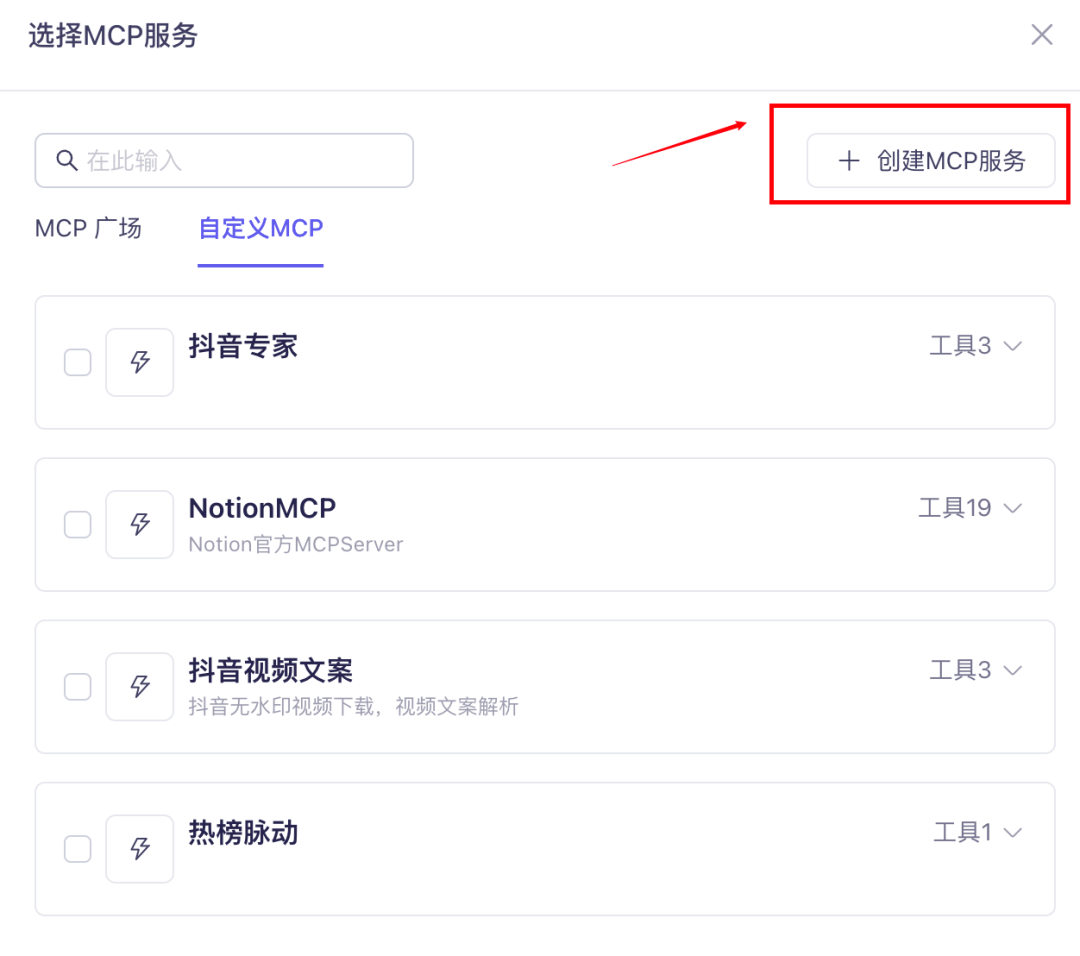 选择MCP服务
在此输入
创建MCP服务
MCP 广场
自定义MCP
抖音专家
工具3
NotionMCP
工具19
Notion官方MCPServer
抖音视频文案
工具3
抖音无水印视频下载，视频文案解析
热榜脉动
工具1